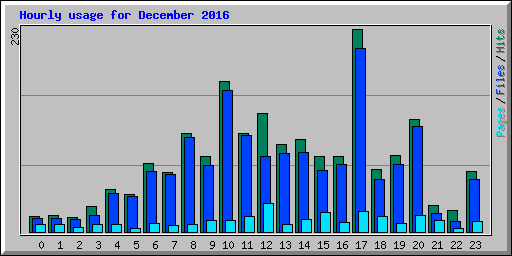 Hourly usage for December 2016
230
Pages / Files / Hits
0 1 2 3 4 5 6 7 8 9 10 11 12 13 14 15 16 17 18 19 20 21 22 23